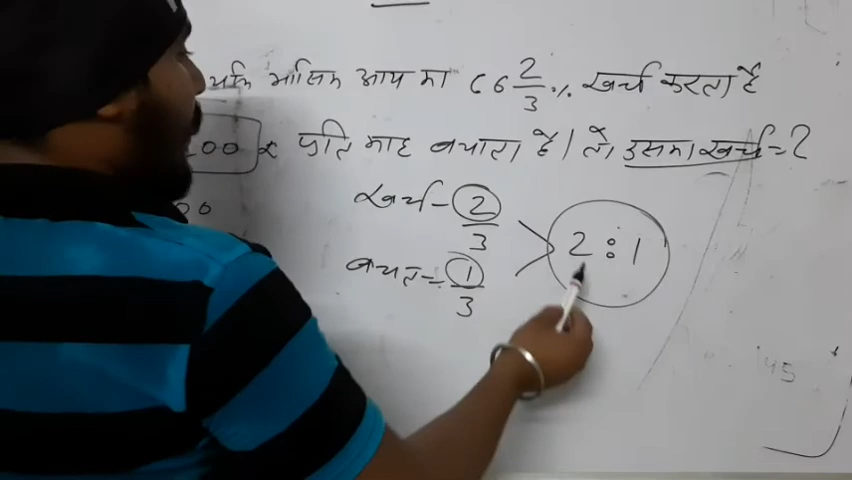 मासिक आय का 66 2/3 % खर्च करता है
00 ₹ प्रति माह बचाता है। तो उसका खर्च = ?
00
खर्च - 2/3
2 : 1
बचत = 1/3
45